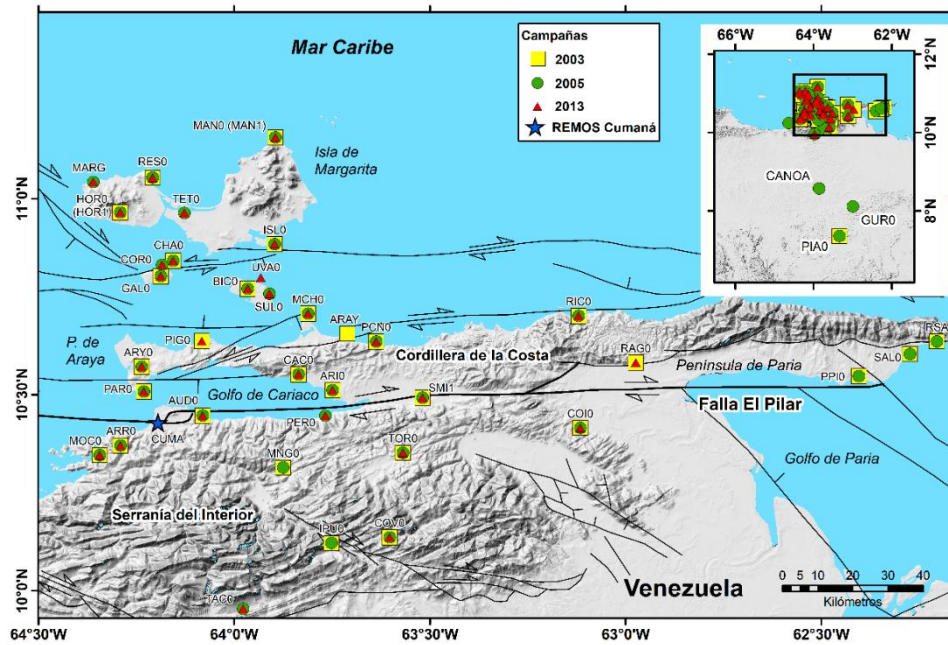 Mar Caribe
Campañas
2003
2005
2013
REMOS Cumaná
66°W
64°W
62°W
12°N
10°N
8°N
CANOA
GUR0
PIA0
11°0'N
10°30'N
10°0'N
MAN0 (MAN1)
Isla de
Margarita
MARG
RES0
HOR0
(HOR1)
TET0
ISL0
CHA0
COR0
GAL0
UVA0
BIC0
SUL0
MCH0
RIC0
ARAY
PCN0
PIG0
P. de
Araya
Cordillera de la Costa
RAG0
RSA
SAL0
ARY0
CAC0
Península de Paria
PPI0
PAR0
ARI0
Golfo de Cariaco
SMI1
AUD0
Falla El Pilar
CUMA
PER0
COI0
ARR0
MOC0
TOR0
MNG0
Golfo de Paria
Serranía del Interior
IPU0
COV0
TAC0
Venezuela
0 5 10 20 30 40
Kilómetros
64°30'W
64°0'W
63°30'W
63°0'W
62°30'W